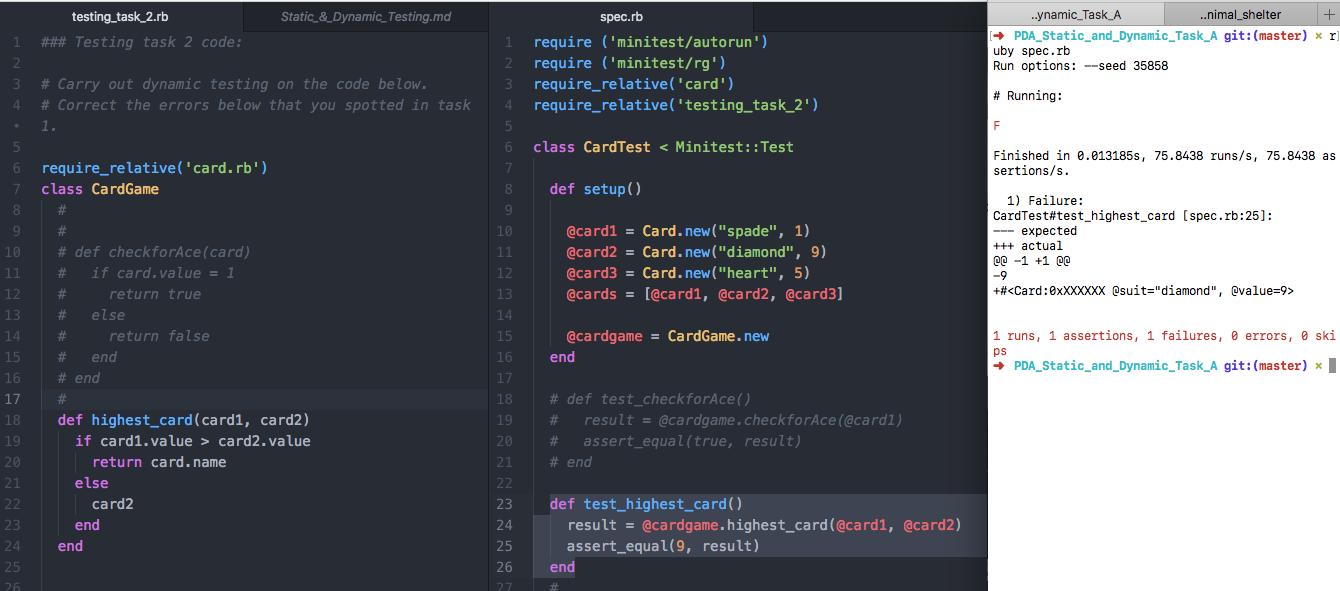 testing_task_2.rb
Static_&_Dynamic_Testing.md
1 ### Testing task 2 code:
2
3 # Carry out dynamic testing on the code below.
4 # Correct the errors below that you spotted in task
• 1.
5
6 require_relative('card.rb')
7 class CardGame
8 #
9 #
10 # def checkforAce(card)
11 #   if card.value = 1
12 #     return true
13 #   else
14 #     return false
15 #   end
16 # end
17 #
18 def highest_card(card1, card2)
19 if card1.value > card2.value
20 return card.name
21 else
22 card2
23 end
24 end
25
26
spec.rb
1 require ('minitest/autorun')
2 require ('minitest/rg')
3 require_relative('card')
4 require_relative('testing_task_2')
5
6 class CardTest < Minitest::Test
7
8 def setup()
9
10 @card1 = Card.new("spade", 1)
11 @card2 = Card.new("diamond", 9)
12 @card3 = Card.new("heart", 5)
13 @cards = [@card1, @card2, @card3]
14
15 @cardgame = CardGame.new
16 end
17
18 # def test_checkforAce()
19 #   result = @cardgame.checkforAce(@card1)
20 #   assert_equal(true, result)
21 # end
22
23 def test_highest_card()
24 result = @cardgame.highest_card(@card1, @card2)
25 assert_equal(9, result)
26 end
27 #
..ynamic_Task_A
..nimal_shelter
+
[➜ PDA_Static_and_Dynamic_Task_A git:(master) × r]
uby spec.rb
Run options: --seed 35858
# Running:
F
Finished in 0.013185s, 75.8438 runs/s, 75.8438 as
sertions/s.
1) Failure:
CardTest#test_highest_card [spec.rb:25]:
--- expected
+++ actual
@@ -1 +1 @@
-9
+#<Card:0xXXXXXX @suit="diamond", @value=9>
1 runs, 1 assertions, 1 failures, 0 errors, 0 ski
ps
➜ PDA_Static_and_Dynamic_Task_A git:(master) ×